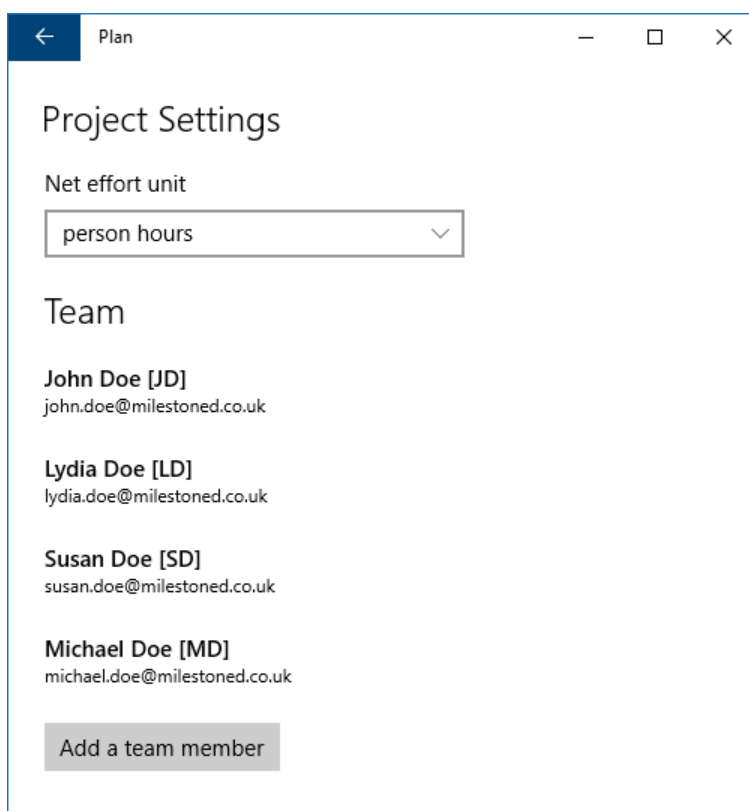 Plan
Project Settings
Net effort unit
person hours
Team
John Doe [JD]
john.doe@milestoned.co.uk
Lydia Doe [LD]
lydia.doe@milestoned.co.uk
Susan Doe [SD]
susan.doe@milestoned.co.uk
Michael Doe [MD]
michael.doe@milestoned.co.uk
Add a team member